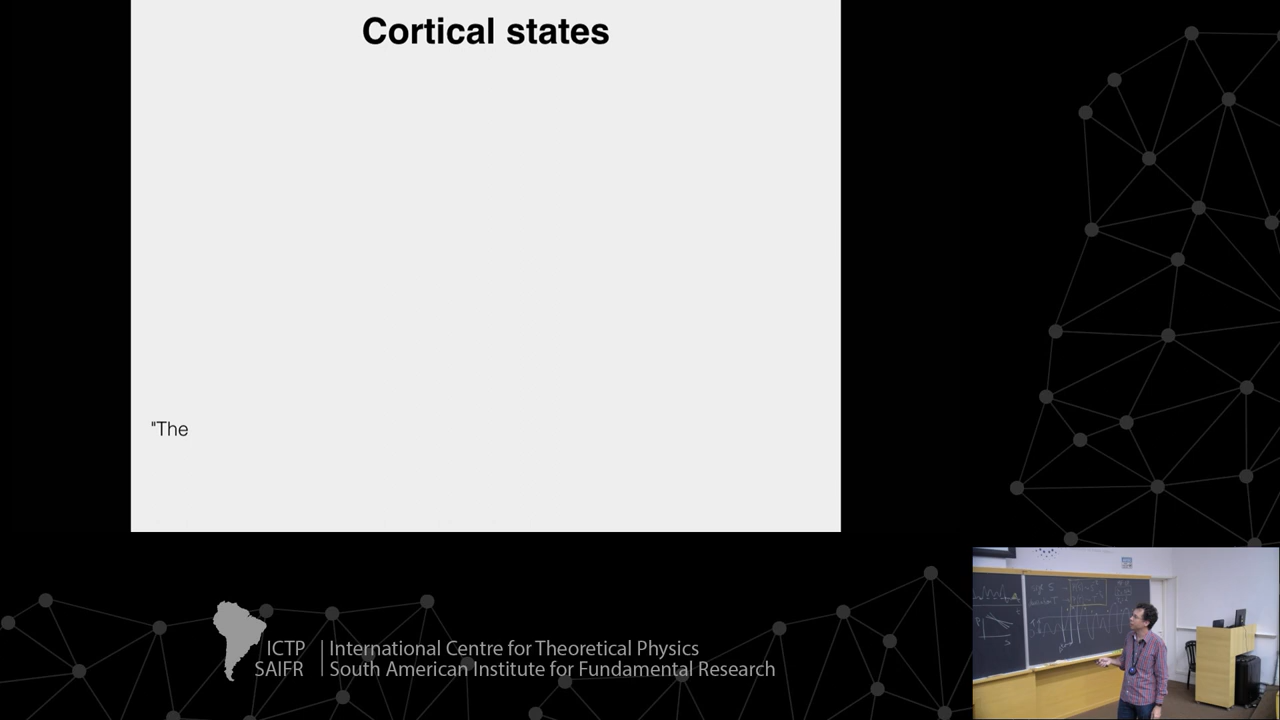 Cortical states
"The
ICTP
SAIFR
International Centre for Theoretical Physics
South American Institute for Fundamental Research